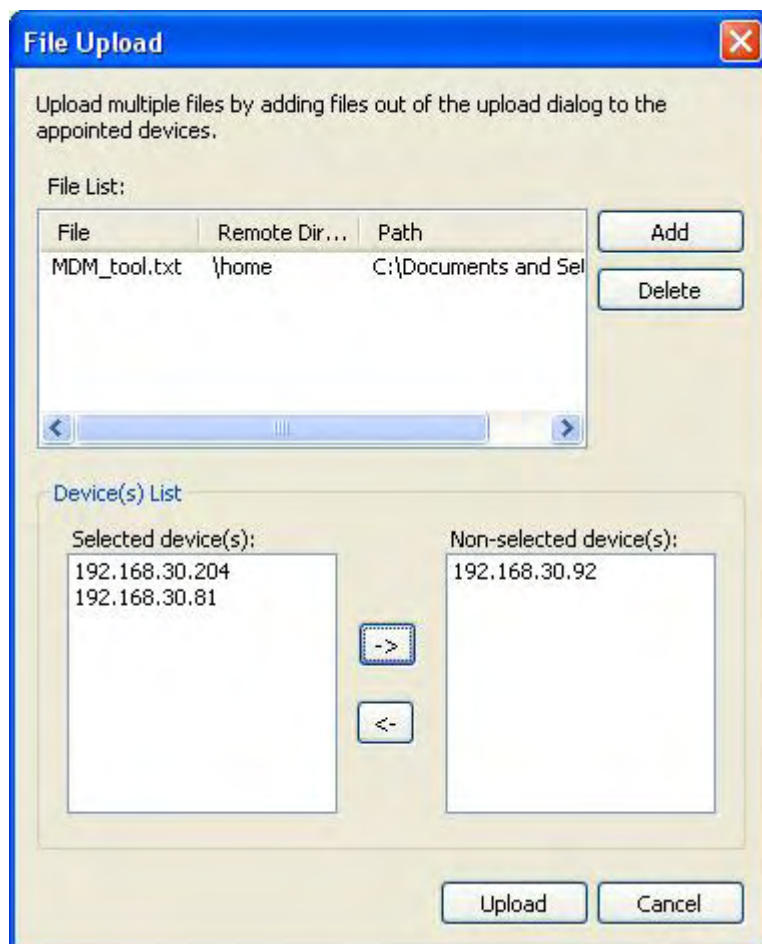 File Upload
Upload multiple files by adding files out of the upload dialog to the
appointed devices.
File List:
File Remote Dir... Path
MDM_tool.txt \home C:\Documents and Set
Add
Delete
Device(s) List
Selected device(s):
192.168.30.204
192.168.30.81
->
<-
Non-selected device(s):
192.168.30.92
Upload Cancel